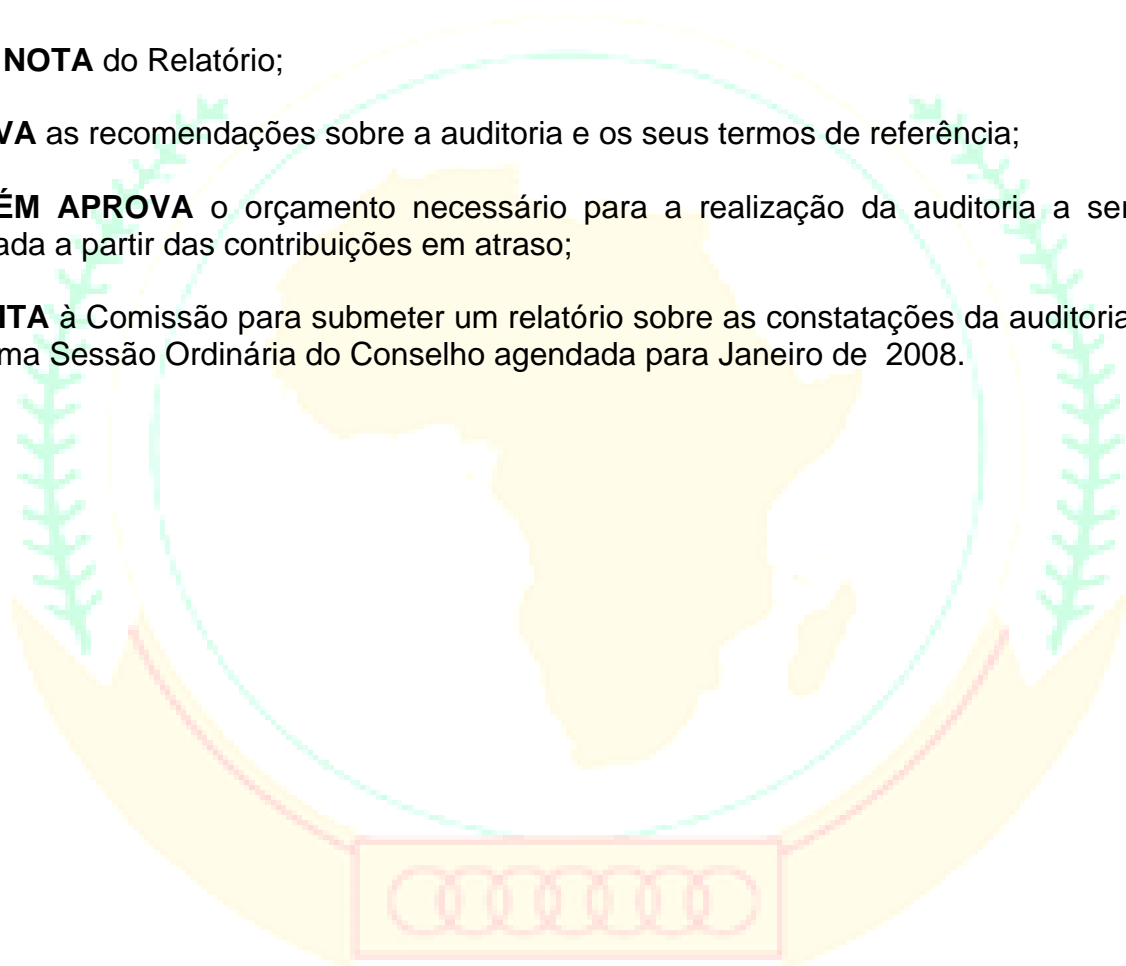 NOTA do Relatório;
VA as recomendações sobre a auditoria e os seus termos de referência;
ÉM APROVA o orçamento necessário para a realização da auditoria a ser
ada a partir das contribuições em atraso;
ITA à Comissão para submeter um relatório sobre as constatações da auditoria
ma Sessão Ordinária do Conselho agendada para Janeiro de 2008.